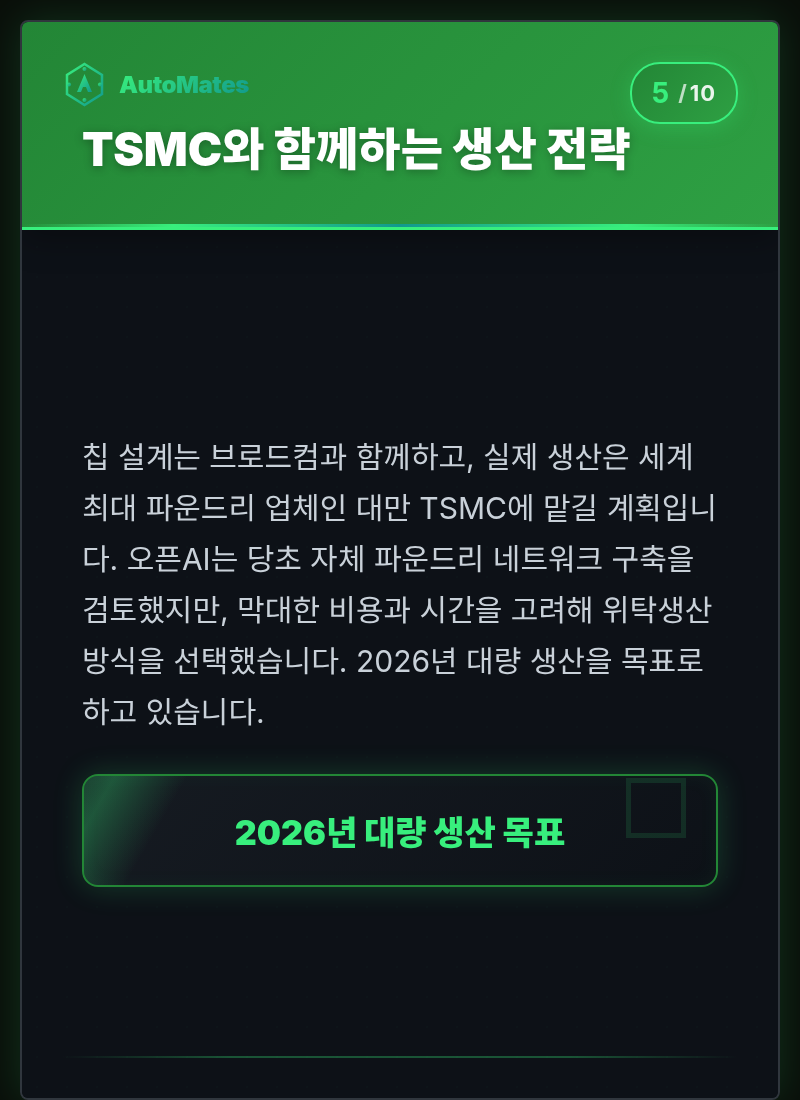 AutoMates
5 /10
TSMC와 함께하는 생산 전략
칩 설계는 브로드컴과 함께하고, 실제 생산은 세계
최대 파운드리 업체인 대만 TSMC에 맡길 계획입니
다. 오픈AI는 당초 자체 파운드리 네트워크 구축을
검토했지만, 막대한 비용과 시간을 고려해 위탁생산
방식을 선택했습니다. 2026년 대량 생산을 목표로
하고 있습니다.
2026년 대량 생산 목표